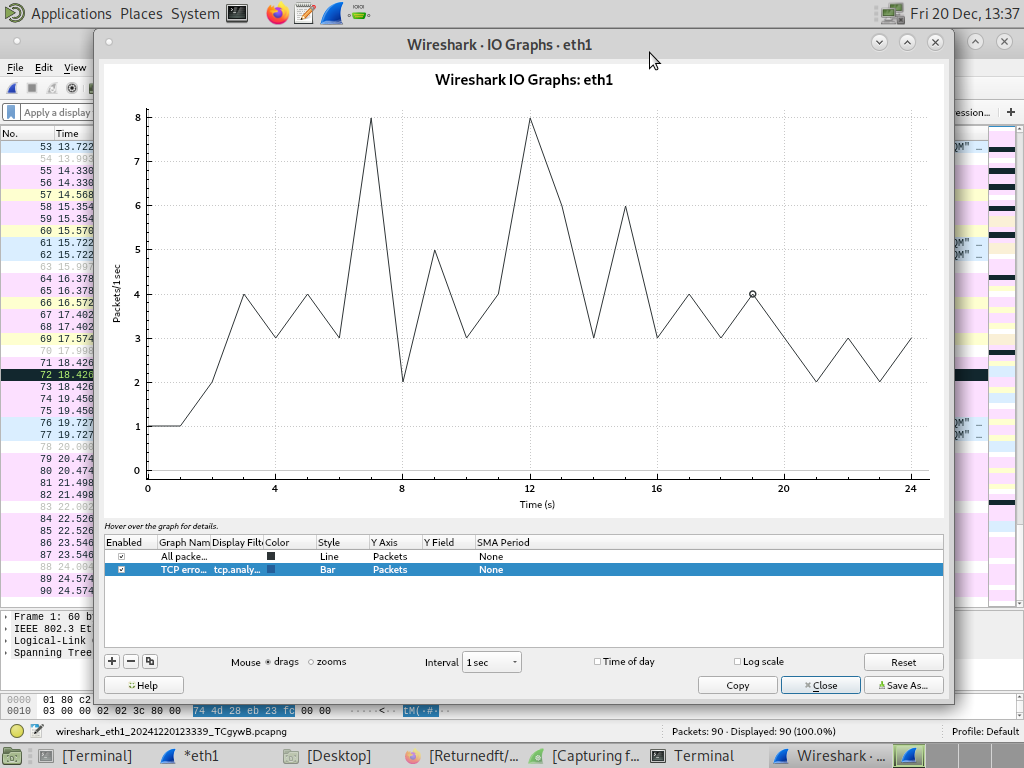 Applications Places System Fri 20 Dec, 13:37
Wireshark · IO Graphs · eth1
File Edit View
Apply a display
ression... +
No. Time
53 13.722
54 13.993
55 14.330
56 14.330
57 14.568
58 15.354
59 15.354
60 15.570
61 15.722
62 15.722
63 15.997
64 16.378
65 16.378
66 16.572
67 17.402
68 17.402
69 17.574
70 17.998
71 18.426
72 18.426
73 18.426
74 19.450
75 19.450
76 19.727
77 19.727
78 20.000
79 20.474
80 20.474
81 21.498
82 21.498
83 22.002
84 22.526
85 22.526
86 23.546
87 23.546
88 24.004
89 24.574
90 24.574
QM" …
QM" …
QM" …
QM" …
QM" …
Wireshark IO Graphs: eth1
Packets/1 sec
8
7
6
5
4
3
2
1
0
0 4 8 12 16 20 24
Time (s)
Hover over the graph for details.
Enabled Graph Nam Display Filte Color Style Y Axis Y Field SMA Period
All packe... Line Packets None
TCP erro... tcp.analy... Bar Packets None
+ − Mouse drags zooms Interval 1 sec Time of day Log scale Reset
Help Copy Close Save As...
Frame 1: 60 b
IEEE 802.3 Et
Logical-Link
Spanning Tree
0000 01 80 c2
0010 03 00 00 02 02 3c 80 00 74 4d 28 eb 23 fc 00 00 ·····<·· tM(·#···
wireshark_eth1_20241220123339_TCgywB.pcapng Packets: 90 · Displayed: 90 (100.0%) Profile: Default
[Terminal] *eth1 [Desktop] [Returnedft/... [Capturing f... Terminal Wireshark · ...